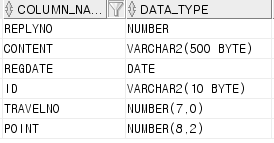 COLUMN_NA... DATA_TYPE
REPLYNO NUMBER
CONTENT VARCHAR2(500 BYTE)
REGDATE DATE
ID VARCHAR2(10 BYTE)
TRAVELNO NUMBER(7,0)
POINT NUMBER(8,2)